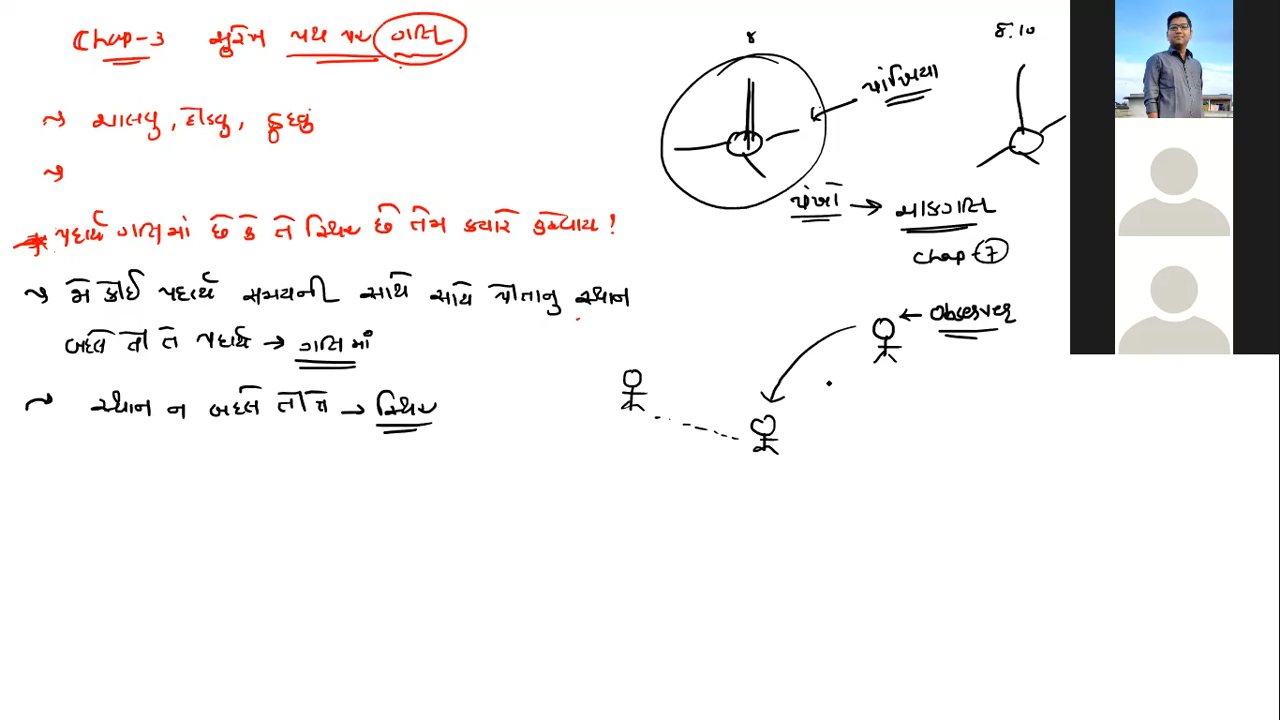 Chap-3 સુરેખ પથ પર ગતિ
ચાલવુ, દોડવુ, કુદવું
પદાર્થ ગતિમાં છે કે તે સ્થિર છે તેમ ક્યારે કહેવાય?
જો કોઈ પદાર્થ સમયની સાથે સાથે પોતાનુ સ્થાન
બદલે તો તે પદાર્થ → ગતિમાં
સ્થાન ન બદલે તો → સ્થિર
8
8.10
પાંખિયા
પંખો → ચાકગતિ
Chap-7
Observer